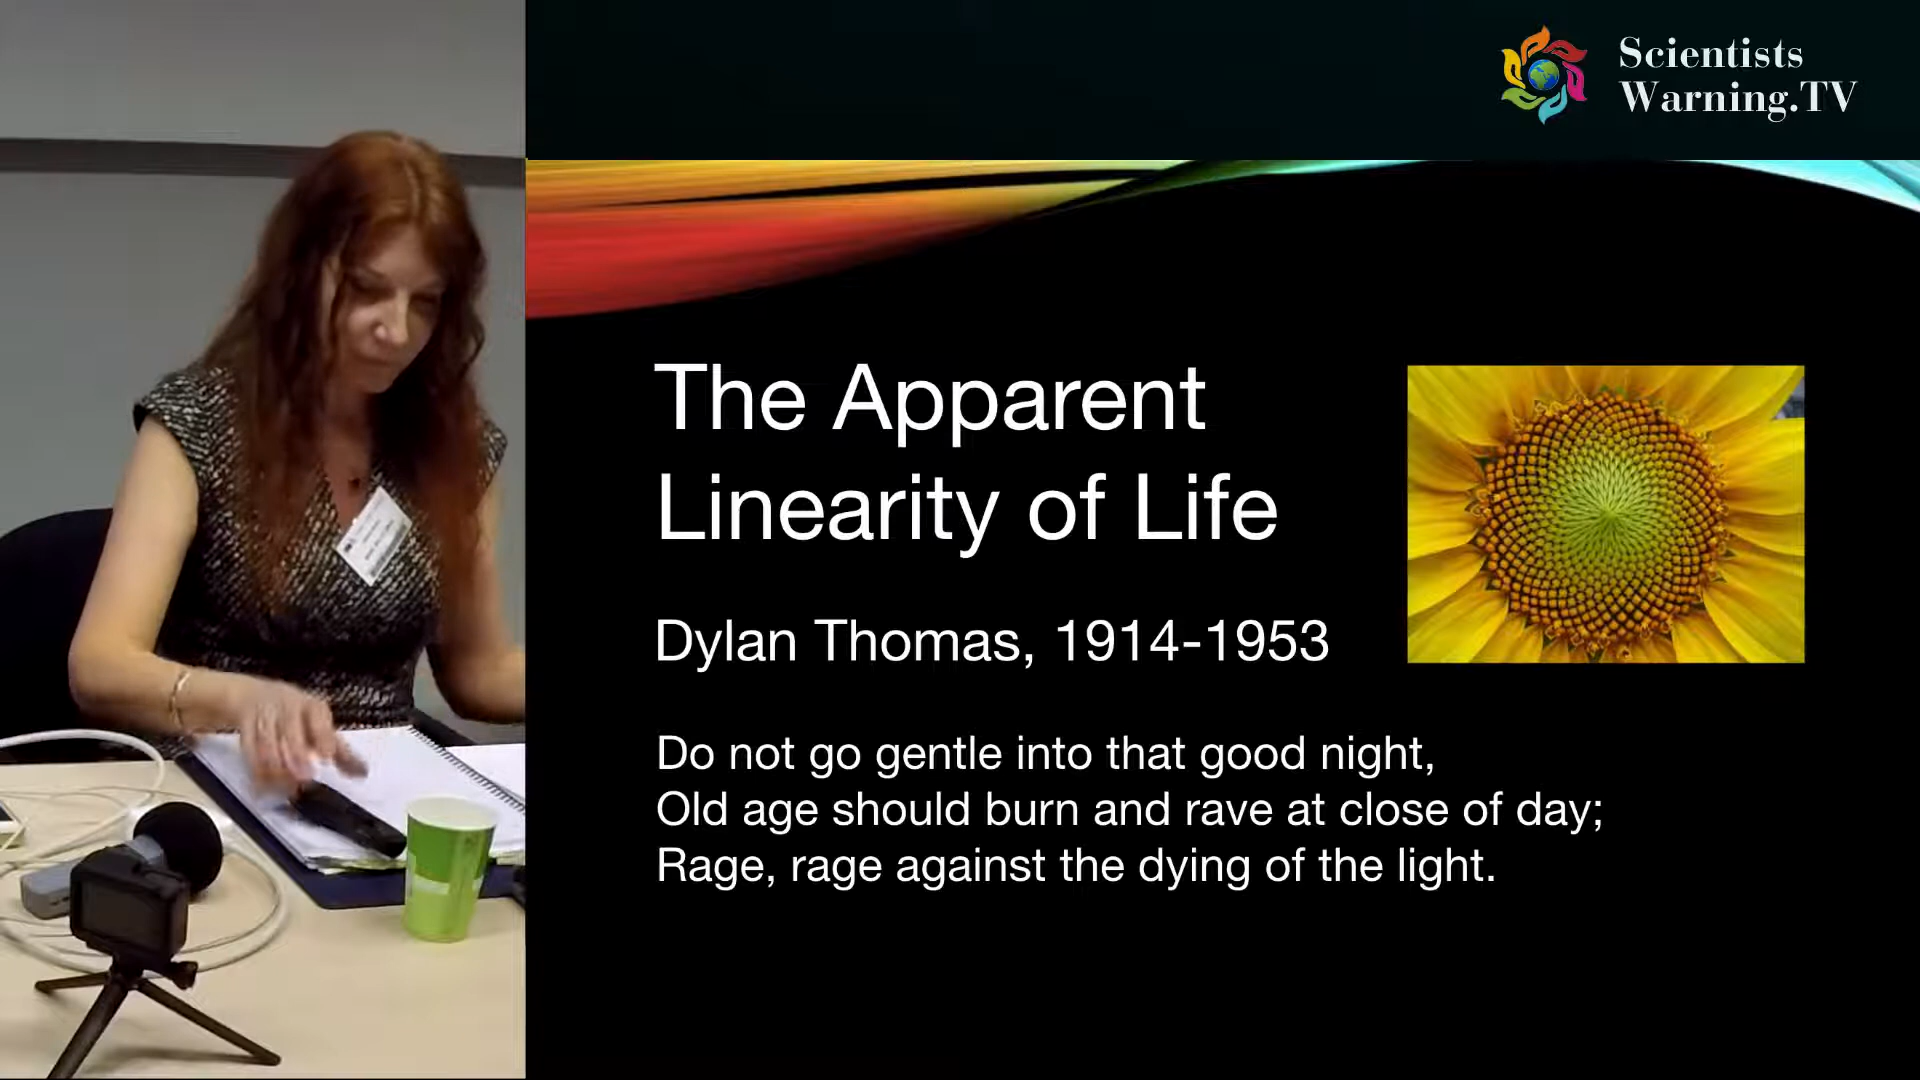 Scientists
Warning.TV
The Apparent
Linearity of Life
Dylan Thomas, 1914-1953
Do not go gentle into that good night,
Old age should burn and rave at close of day;
Rage, rage against the dying of the light.